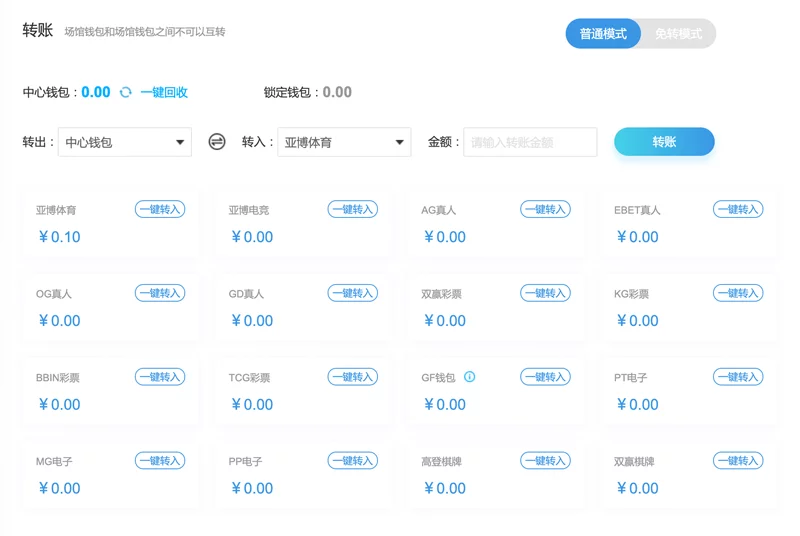 转账 场馆钱包和场馆钱包之间不可以互转
普通模式 免转模式
中心钱包：0.00 一键回收 锁定钱包：0.00
转出： 中心钱包 转入： 亚博体育 金额： 请输入转账金额 转账
亚博体育 一键转入 亚博电竞 一键转入 AG真人 一键转入 EBET真人 一键转入
￥0.10 ￥0.00 ￥0.00 ￥0.00
OG真人 一键转入 GD真人 一键转入 双赢彩票 一键转入 KG彩票 一键转入
￥0.00 ￥0.00 ￥0.00 ￥0.00
BBIN彩票 一键转入 TCG彩票 一键转入 GF钱包 一键转入 PT电子 一键转入
￥0.00 ￥0.00 ￥0.00 ￥0.00
MG电子 一键转入 PP电子 一键转入 高登棋牌 一键转入 双赢棋牌 一键转入
￥0.00 ￥0.00 ￥0.00 ￥0.00